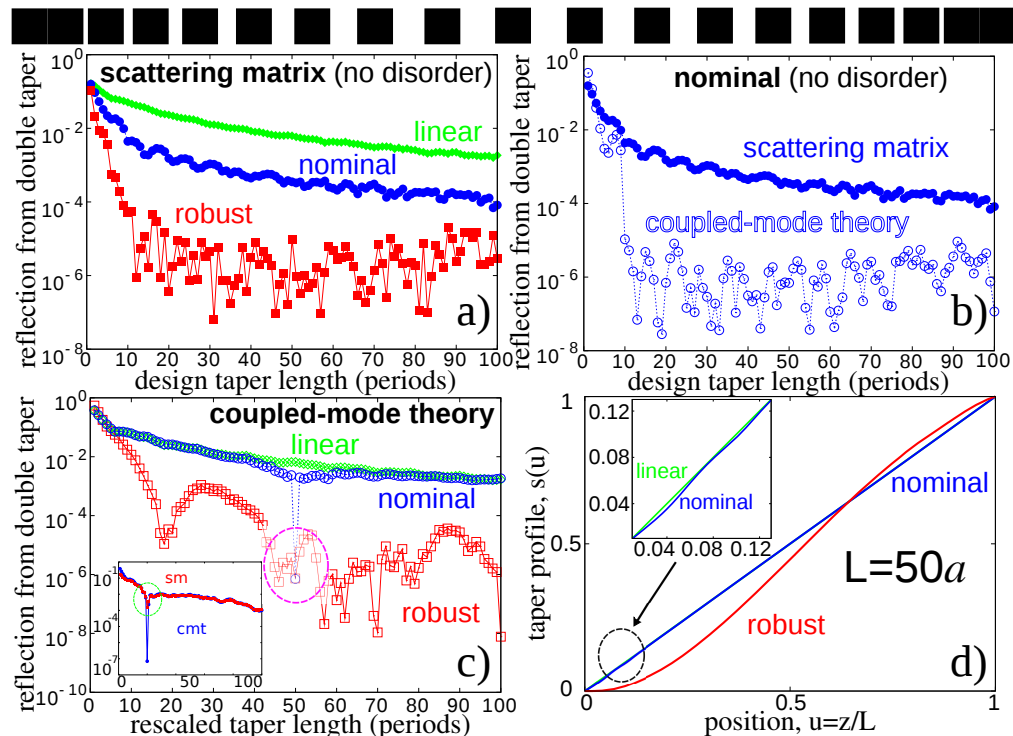 scattering matrix (no disorder)
linear
nominal
robust
a)
reflection from double taper
10^0
10^-2
10^-4
10^-6
10^-8
0 10 20 30 40 50 60 70 80 90 100
design taper length (periods)
nominal (no disorder)
scattering matrix
coupled-mode theory
b)
reflection from double taper
10^0
10^-2
10^-4
10^-6
10^-8
0 10 20 30 40 50 60 70 80 90 100
design taper length (periods)
coupled-mode theory
linear
nominal
robust
c)
reflection from double taper
10^0
10^-2
10^-4
10^-6
10^-8
10^-10
0 10 20 30 40 50 60 70 80 90 100
rescaled taper length (periods)
10^-1
10^-2
10^-4
10^-7
sm
cmt
0 50 100
taper profile, s(u)
1
0.5
0
0.12
0.08
0.04
linear
nominal
0.04 0.08 0.12
nominal
L=50a
robust
d)
0 0.5 1
position, u=z/L